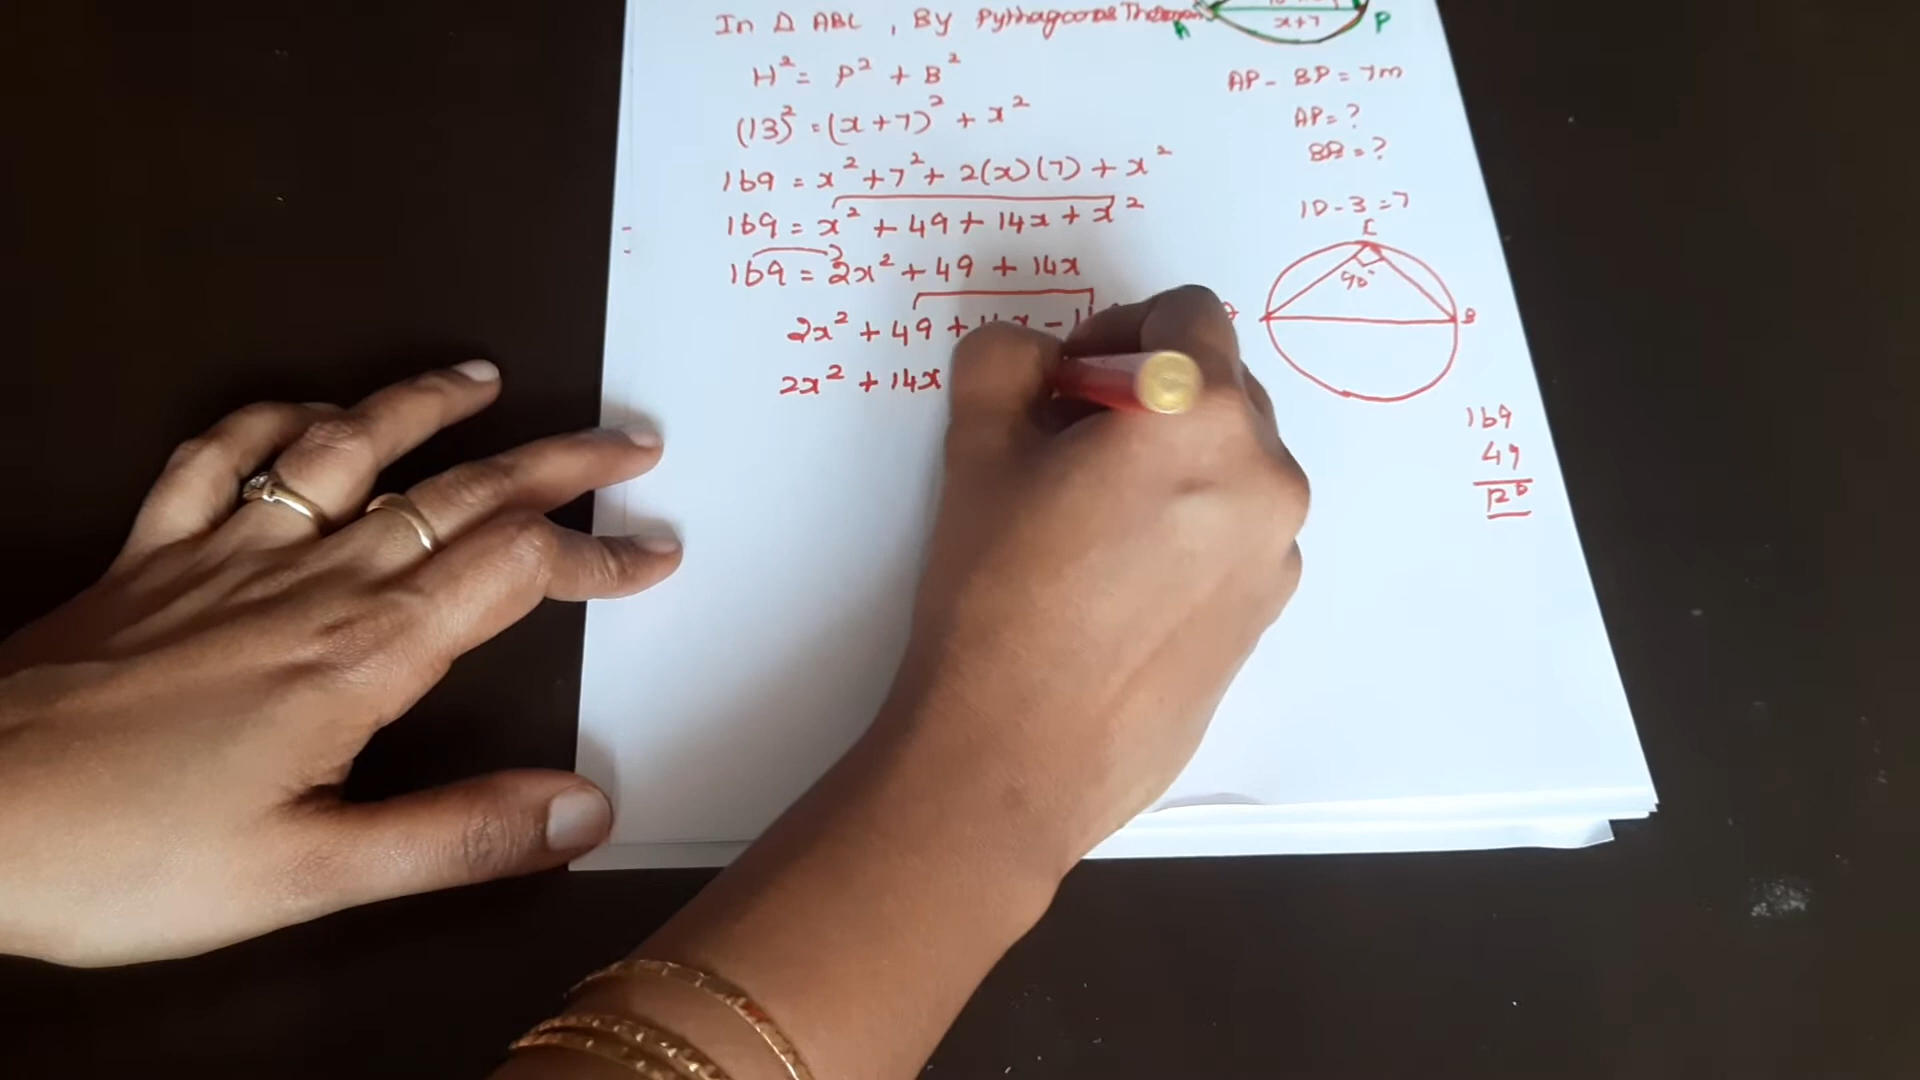 In Δ ABC , By Pythagoras Theorem
H² = P² + B²
(13)² = (x+7)² + x²
169 = x² + 7² + 2(x)(7) + x²
169 = x² + 49 + 14x + x²
169 = 2x² + 49 + 14x
2x² + 49 + 14x - 1
2x² + 14x
x+7
P
A
AP - BP = 7m
AP = ?
BP = ?
10 - 3 = 7
C
90°
B
169
49
120